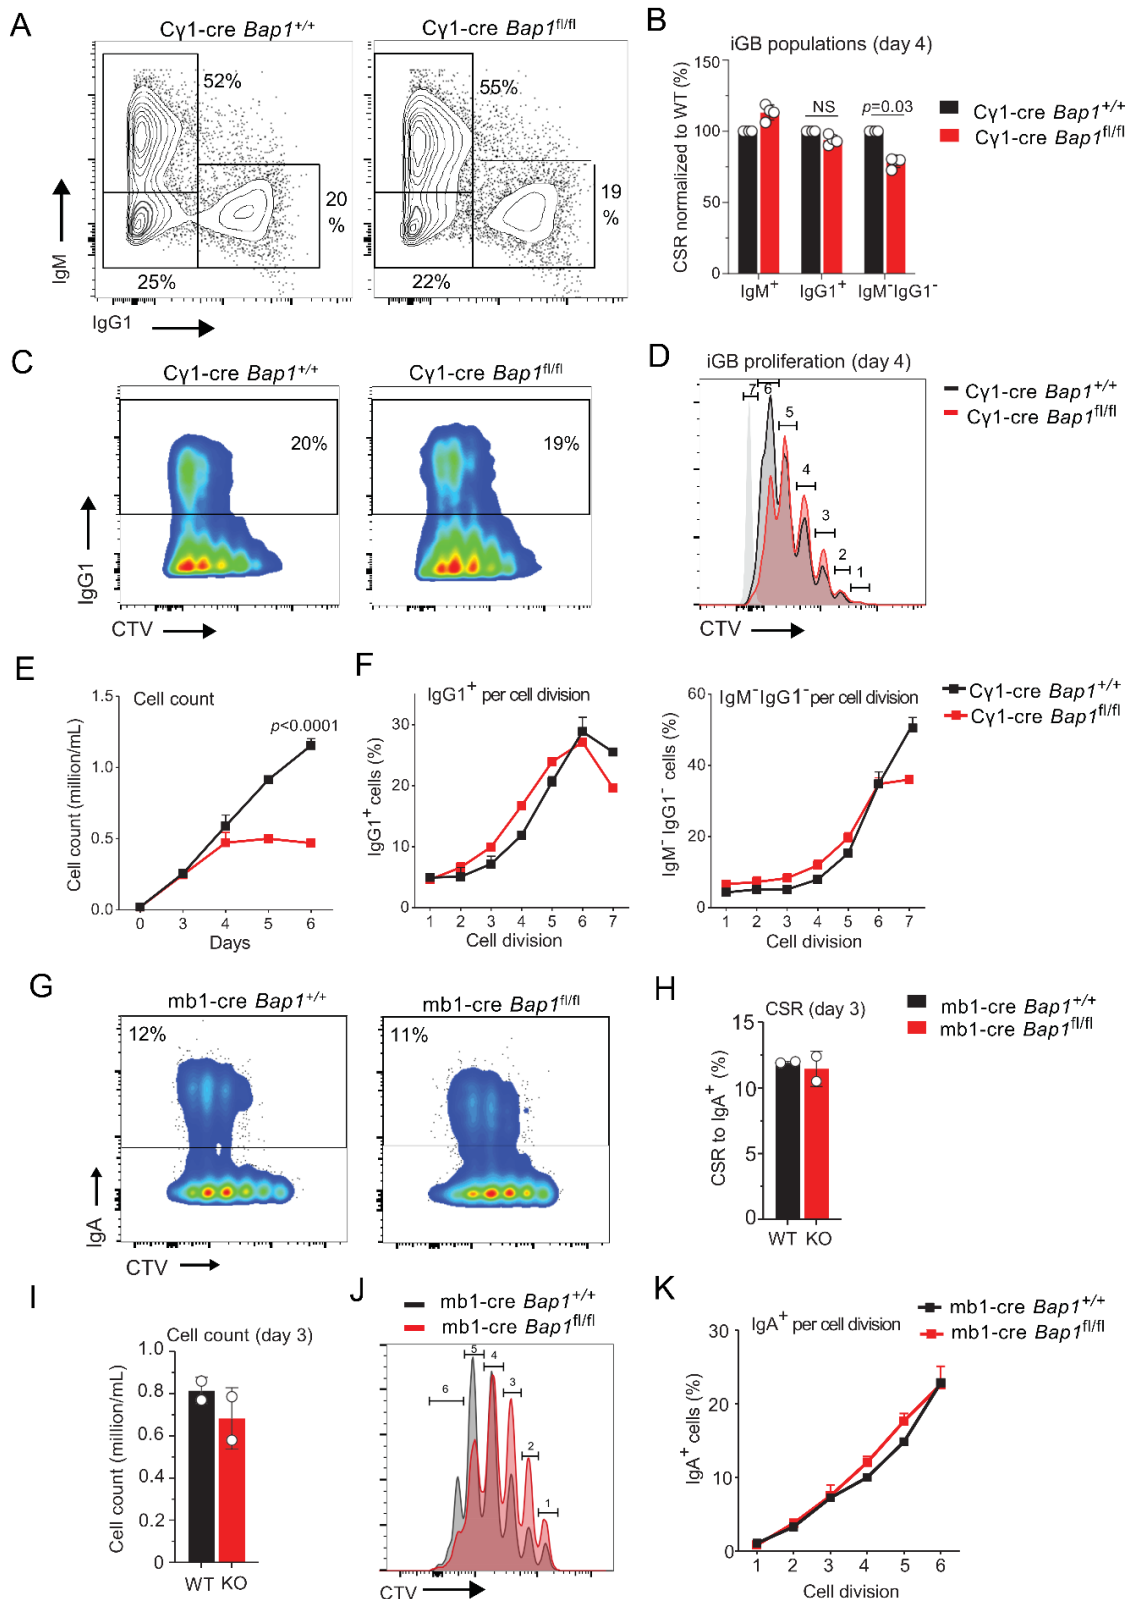 A
Cγ1-cre Bap1+/+
Cγ1-cre Bap1fl/fl
52%
20 %
25%
55%
19 %
22%
IgM
IgG1
B
iGB populations (day 4)
CSR normalized to WT (%)
150
100
50
0
NS
p=0.03
IgM+
IgG1+
IgM-IgG1-
Cγ1-cre Bap1+/+
Cγ1-cre Bap1fl/fl
C
Cγ1-cre Bap1+/+
Cγ1-cre Bap1fl/fl
20%
19%
IgG1
CTV
D
iGB proliferation (day 4)
7
6
5
4
3
2
1
CTV
Cγ1-cre Bap1+/+
Cγ1-cre Bap1fl/fl
E
Cell count
Cell count (million/mL)
1.5
1.0
0.5
0.0
p<0.0001
0 3 4 5 6
Days
F
IgG1+ per cell division
IgG1+ cells (%)
30
20
10
0
1 2 3 4 5 6 7
Cell division
IgM-IgG1- per cell division
IgM- IgG1- cells (%)
60
40
20
0
1 2 3 4 5 6 7
Cell division
Cγ1-cre Bap1+/+
Cγ1-cre Bap1fl/fl
G
mb1-cre Bap1+/+
mb1-cre Bap1fl/fl
12%
11%
IgA
CTV
H
CSR (day 3)
CSR to IgA+ (%)
15
10
5
0
WT KO
mb1-cre Bap1+/+
mb1-cre Bap1fl/fl
I
Cell count (day 3)
Cell count (million/mL)
1
0.8
0.6
0.4
0.2
0
WT KO
J
mb1-cre Bap1+/+
mb1-cre Bap1fl/fl
6
5
4
3
2
1
CTV
K
IgA+ per cell division
mb1-cre Bap1+/+
mb1-cre Bap1fl/fl
IgA+ cells (%)
30
20
10
0
1 2 3 4 5 6
Cell division